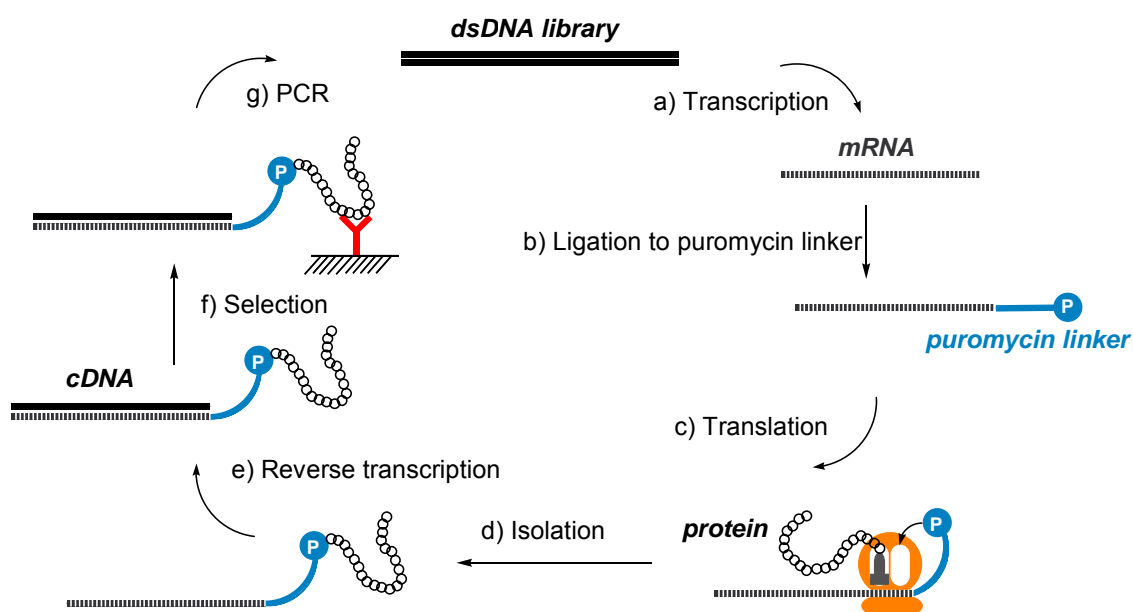 dsDNA library
a) Transcription
mRNA
b) Ligation to puromycin linker
P
puromycin linker
c) Translation
protein
P
d) Isolation
P
e) Reverse transcription
cDNA
P
f) Selection
P
g) PCR